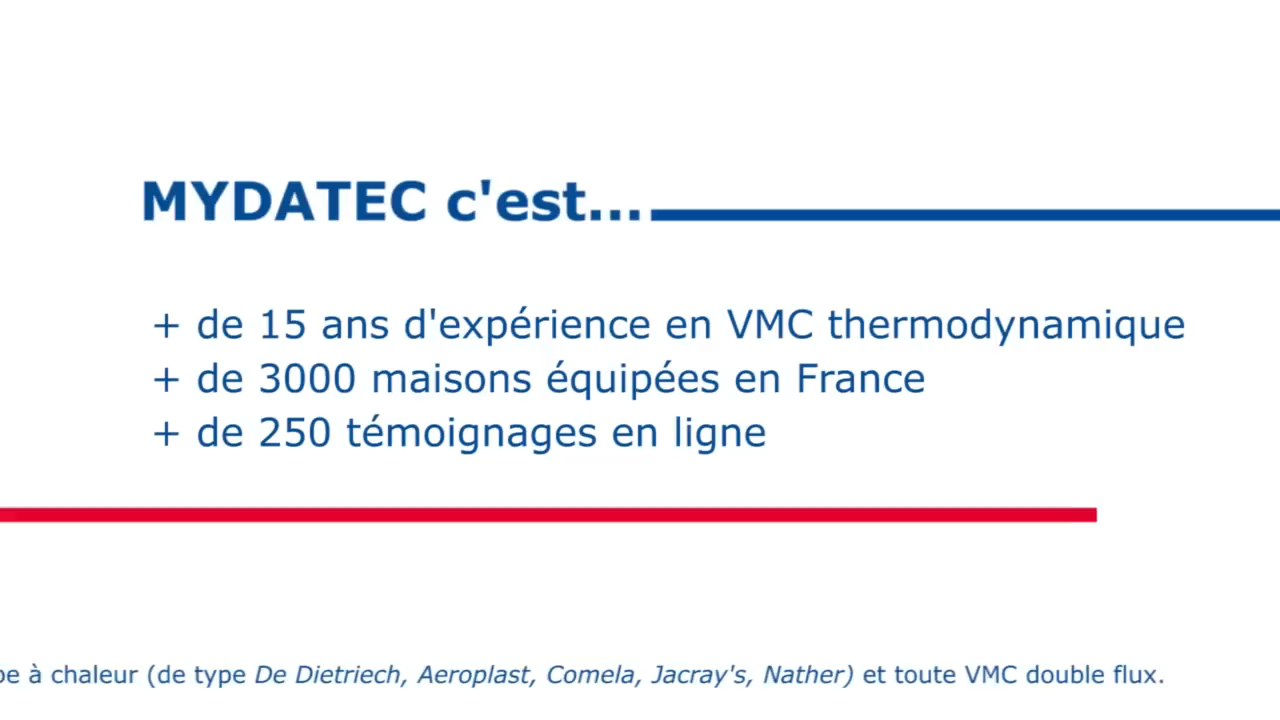 MYDATEC c'est...
+ de 15 ans d'expérience en VMC thermodynamique
+ de 3000 maisons équipées en France
+ de 250 témoignages en ligne
à chaleur (de type De Dietriech, Aeroplast, Comela, Jacray's, Nather) et toute VMC double flux.